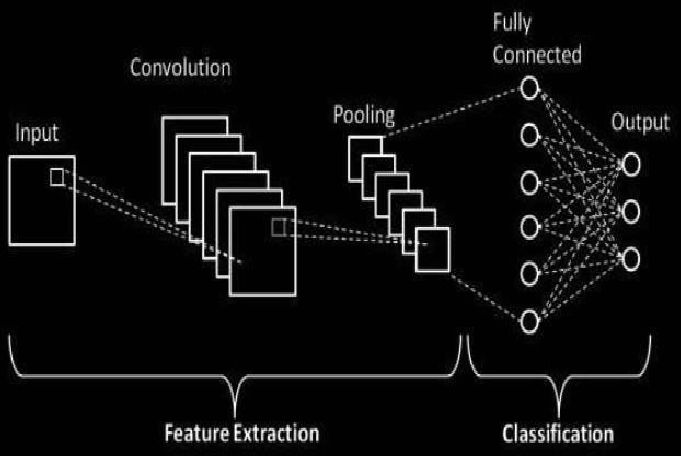 Input
Convolution
Pooling
Fully
Connected
Output
Feature Extraction
Classification